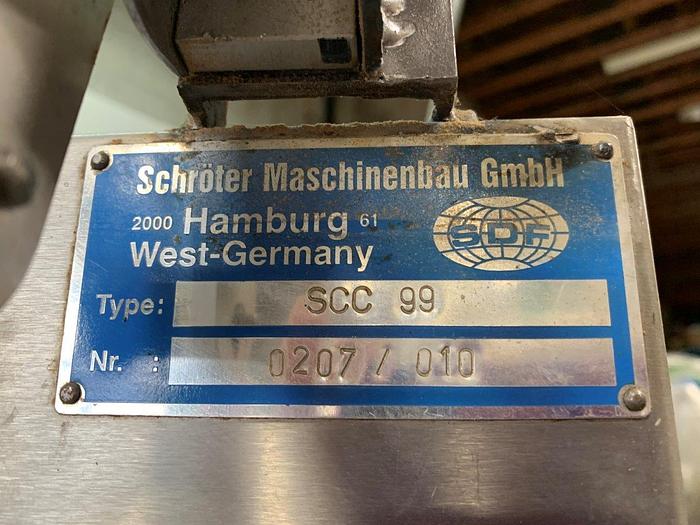 Schröter Maschinenbau GmbH
2000 Hamburg 61
West-Germany
SDF
Type: SCC 99
Nr. : 0207 / 010